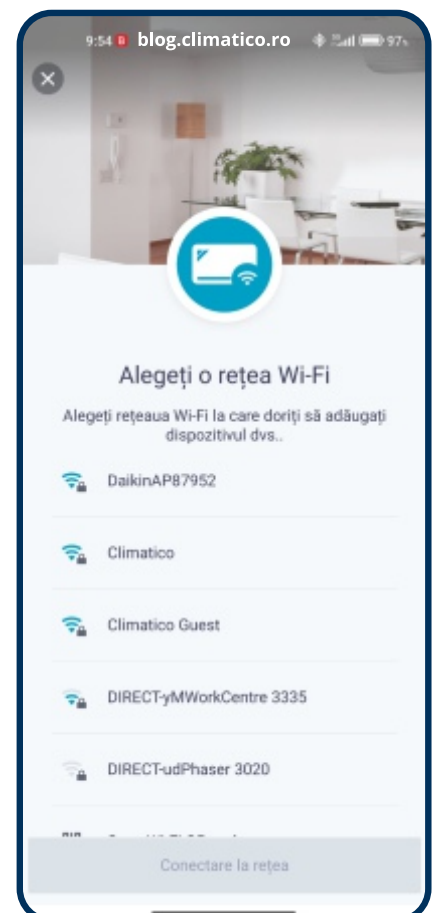 9:54 blog.climatico.ro 97%
Alegeți o rețea Wi-Fi
Alegeți rețeaua Wi-Fi la care doriți să adăugați
dispozitivul dvs..
DaikinAP87952
Climatico
Climatico Guest
DIRECT-yMWorkCentre 3335
DIRECT-udPhaser 3020
Conectare la rețea